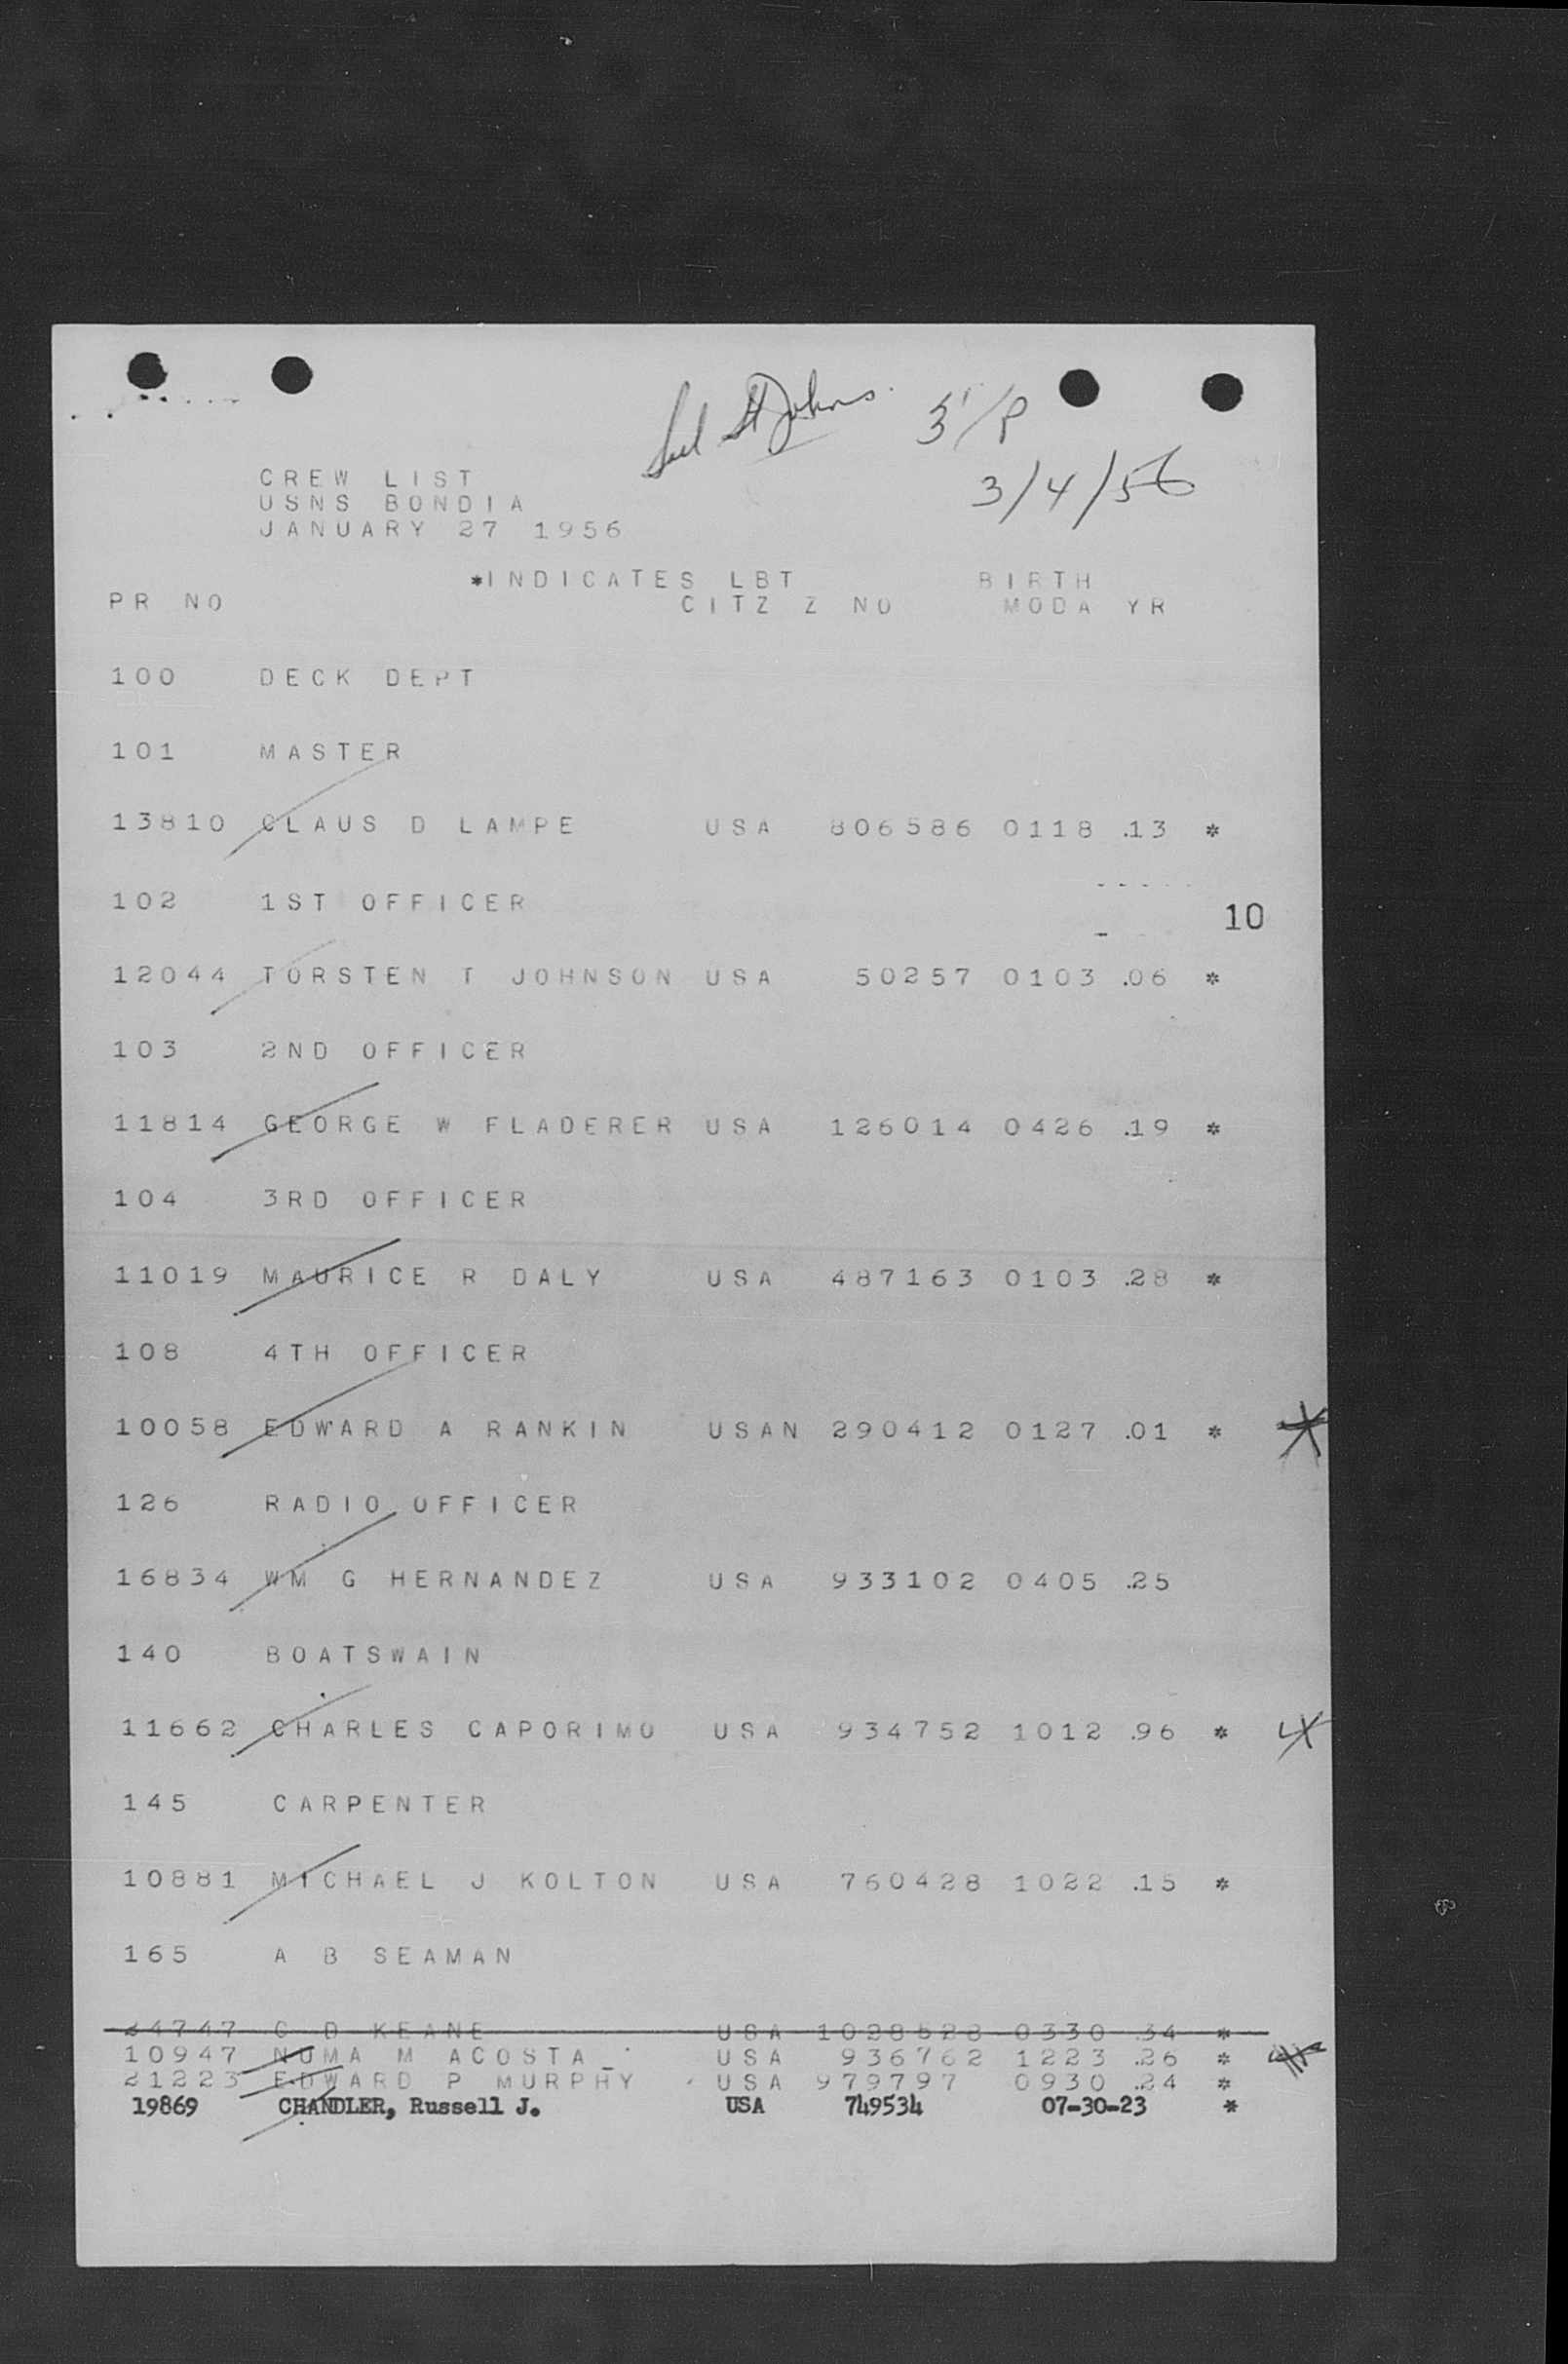 St Johns 3/P
3/4/56
CREW LIST
USNS BONDIA
JANUARY 27 1956
*INDICATES LBT BIRTH
PR NO CITZ Z NO MODA YR
100 DECK DEPT
101 MASTER
13810 CLAUS D LAMPE USA 806586 0118 .13 *
102 1ST OFFICER
10
12044 TORSTEN T JOHNSON USA 50257 0103 .06 *
103 2ND OFFICER
11814 GEORGE W FLADERER USA 126014 0426 .19 *
104 3RD OFFICER
11019 MAURICE R DALY USA 487163 0103 .28 *
108 4TH OFFICER
10058 EDWARD A RANKIN USAN 290412 0127 .01 *
126 RADIO OFFICER
16834 WM G HERNANDEZ USA 933102 0405 .25
140 BOATSWAIN
11662 CHARLES CAPORIMO USA 934752 1012 .96 *
145 CARPENTER
10881 MICHAEL J KOLTON USA 760428 1022 .15 *
165 A B SEAMAN
C D KEANE USA 0330 .34 *
10947 NUMA M ACOSTA USA 936762 1223 .26 *
21223 EDWARD P MURPHY USA 979797 0930 .24 *
19869 CHANDLER, Russell J. USA 749534 07-30-23 *